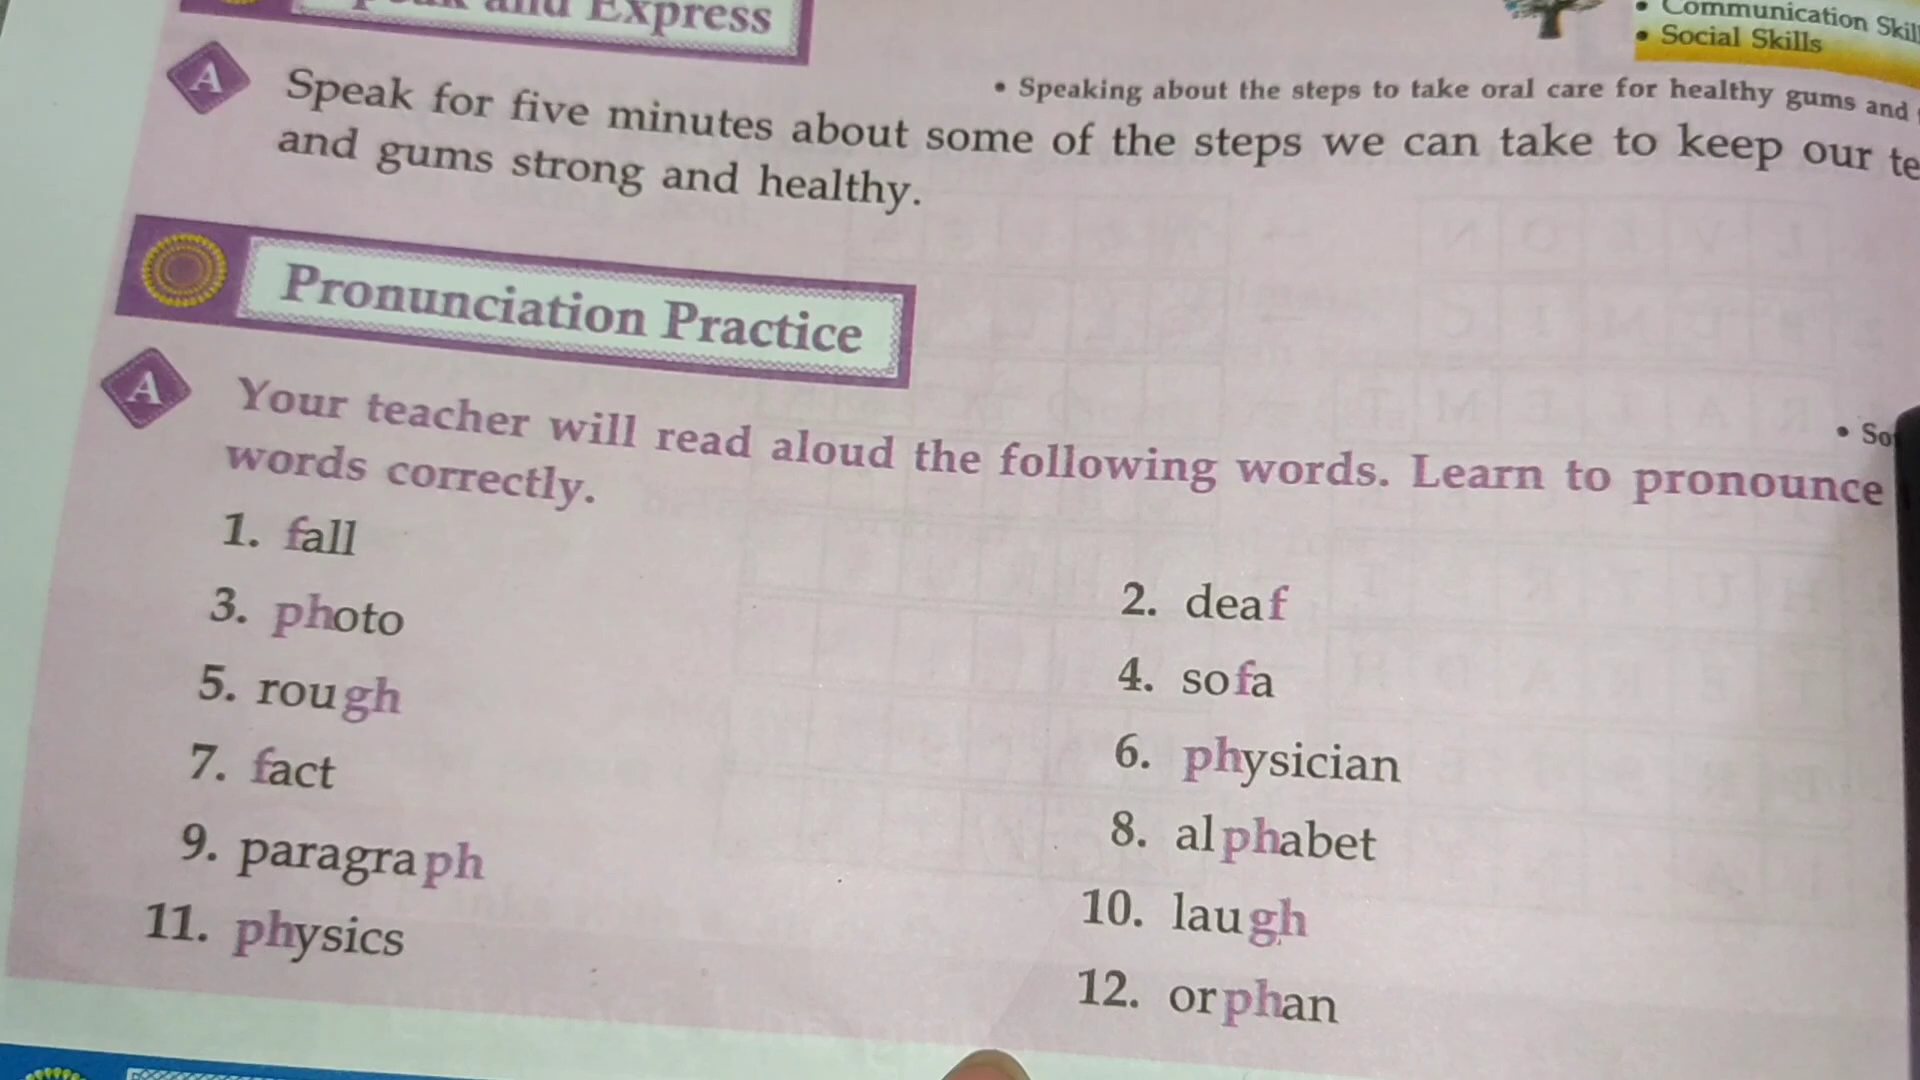 and Express
• Communication
• Social Skills
• Speaking about the steps to take oral care for healthy gums and
A Speak for five minutes about some of the steps we can take to keep our
and gums strong and healthy.
Pronunciation Practice
A Your teacher will read aloud the following words. Learn to pronounce
words correctly.
1. fall
2. deaf
3. photo
4. sofa
5. rough
6. physician
7. fact
8. alphabet
9. paragraph
10. laugh
11. physics
12. orphan